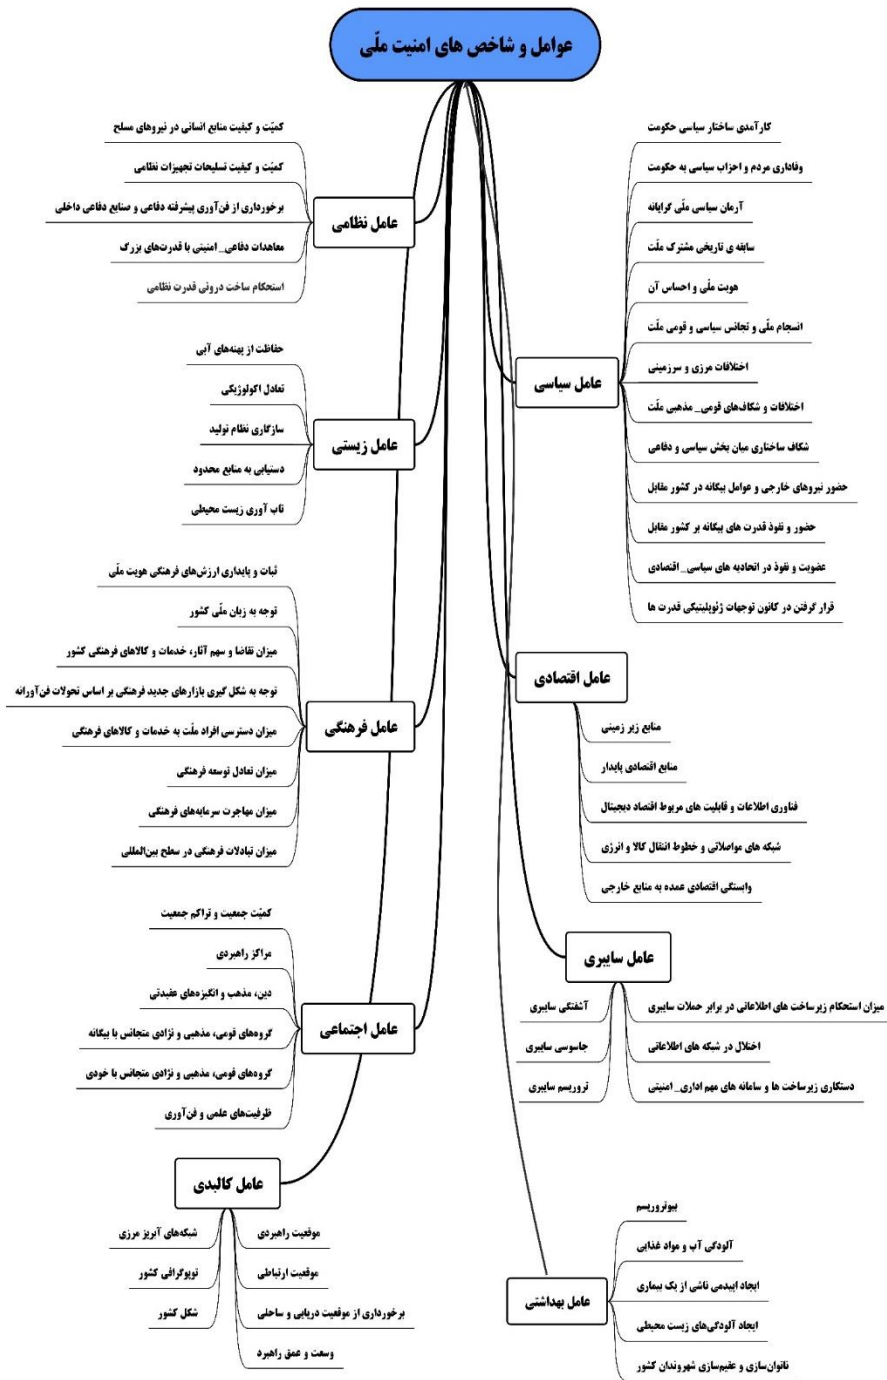 عوامل و شاخص های امنیت ملّی
عامل سیاسی
کارآمدی ساختار سیاسی حکومت
وفاداری مردم و احزاب سیاسی به حکومت
آرمان سیاسی ملّی گرایانه
سابقه ی تاریخی مشترک ملّت
هویت ملّی و احساس آن
انسجام ملّی و تجانس سیاسی و قومی ملّت
اختلافات مرزی و سرزمینی
اختلافات و شکاف‌های قومی_ مذهبی ملّت
شکاف ساختاری میان بخش سیاسی و دفاعی
حضور نیروهای خارجی و عوامل بیگانه در کشور مقابل
حضور و نفوذ قدرت های بیگانه بر کشور مقابل
عضویت و نفوذ در اتحادیه های سیاسی_ اقتصادی
قرار گرفتن در کانون توجهات ژئوپلیتیکی قدرت ها
عامل اقتصادی
منابع زیر زمینی
منابع اقتصادی پایدار
فناوری اطلاعات و قابلیت های مربوط اقتصاد دیجیتال
شبکه های مواصلاتی و خطوط انتقال کالا و انرژی
وابستگی اقتصادی عمده به منابع خارجی
عامل سایبری
میزان استحکام زیرساخت های اطلاعاتی در برابر حملات سایبری
اختلال در شبکه های اطلاعاتی
دستکاری زیرساخت ها و سامانه های مهم اداری_ امنیتی
آشفتگی سایبری
جاسوسی سایبری
تروریسم سایبری
عامل بهداشتی
بیوتروریسم
آلودگی آب و مواد غذایی
ایجاد اپیدمی ناشی از یک بیماری
ایجاد آلودگی‌های زیست محیطی
ناتوان‌سازی و عقیم‌سازی شهروندان کشور
عامل نظامی
کمیّت و کیفیت منابع انسانی در نیروهای مسلح
کمیّت و کیفیت تسلیحات تجهیزات نظامی
برخورداری از فن‌آوری پیشرفته دفاعی و صنایع دفاعی داخلی
معاهدات دفاعی_ امنیتی با قدرت‌های بزرگ
استحکام ساخت درونی قدرت نظامی
عامل زیستی
حفاظت از پهنه‌های آبی
تعادل اکولوژیکی
سازگاری نظام تولید
دستیابی به منابع محدود
تاب آوری زیست محیطی
عامل فرهنگی
ثبات و پایداری ارزش‌های فرهنگی هویت ملّی
توجه به زبان ملّی کشور
میزان تقاضا و سهم آثار، خدمات و کالاهای فرهنگی کشور
توجه به شکل گیری بازارهای جدید فرهنگی بر اساس تحولات فن‌آورانه
میزان دسترسی افراد ملّت به خدمات و کالاهای فرهنگی
میزان تعادل توسعه فرهنگی
میزان مهاجرت سرمایه‌های فرهنگی
میزان تبادلات فرهنگی در سطح بین‌المللی
عامل اجتماعی
کمیّت جمعیت و تراکم جمعیت
مراکز راهبردی
دین، مذهب و انگیزه‌های عقیدتی
گروه‌های قومی، مذهبی و نژادی متجانس با بیگانه
گروه‌های قومی، مذهبی و نژادی متجانس با خودی
ظرفیت‌های علمی و فن‌آوری
عامل کالبدی
موقعیت راهبردی
موقعیت ارتباطی
برخورداری از موقعیت دریایی و ساحلی
وسعت و عمق راهبرد
شبکه‌های آبریز مرزی
توپوگرافی کشور
شکل کشور